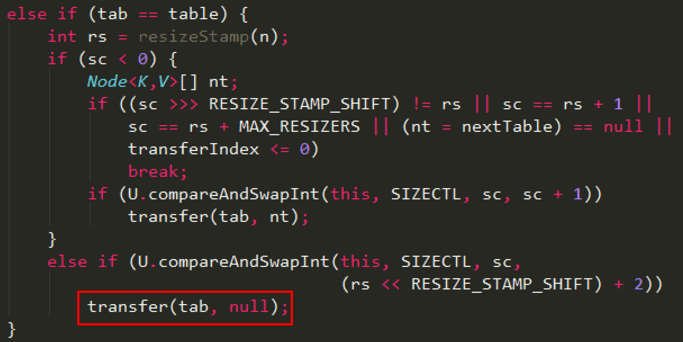 else if (tab == table) {
    int rs = resizeStamp(n);
    if (sc < 0) {
        Node<K,V>[] nt;
        if ((sc >>> RESIZE_STAMP_SHIFT) != rs || sc == rs + 1 ||
            sc == rs + MAX_RESIZERS || (nt = nextTable) == null ||
            transferIndex <= 0)
            break;
        if (U.compareAndSwapInt(this, SIZECTL, sc, sc + 1))
            transfer(tab, nt);
    }
    else if (U.compareAndSwapInt(this, SIZECTL, sc,
                                 (rs << RESIZE_STAMP_SHIFT) + 2))
        transfer(tab, null);
}